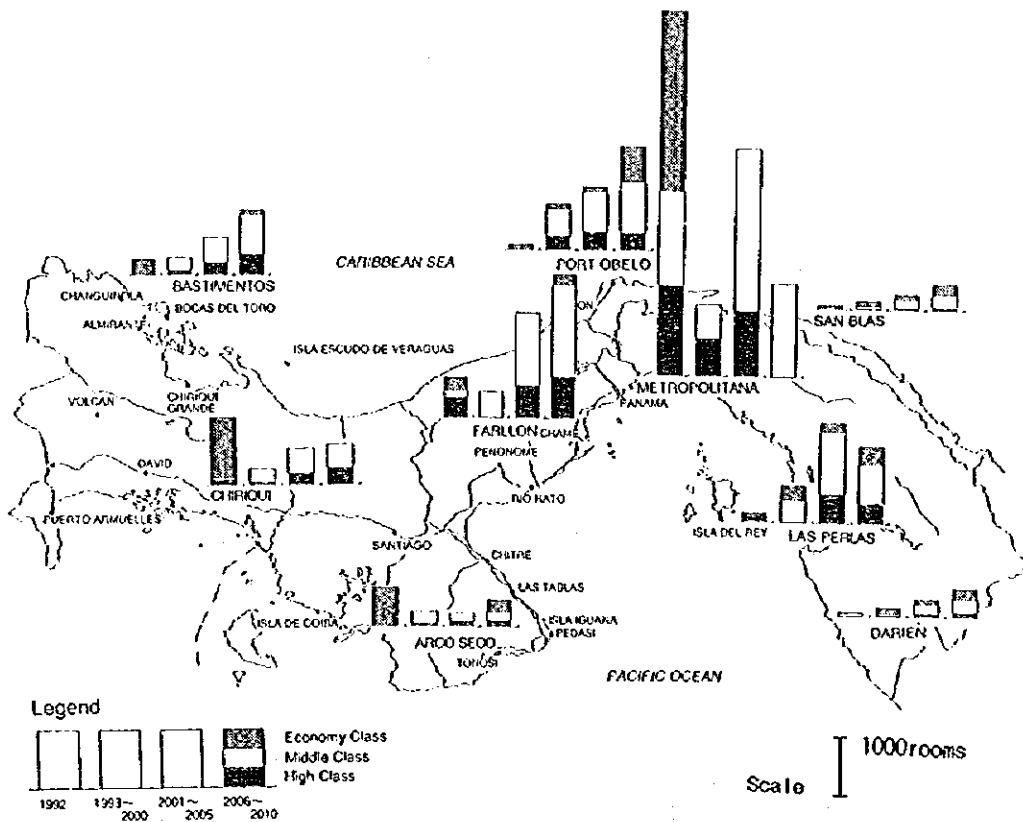 CARIBBEAN SEA
PORTOBELO
BASTIMENTOS
CHANGUINOLA
BOCAS DEL TORO
ALMIRANTE
ON
SAN BLAS
ISLA ESCUDO DE VERAGUAS
METROPOLITANA
CHIRIQUI
GRANDE
VOLCAN
PANAMA
FARLLON
CHAME
PENONOME
DAVID
CHIRIQUI
RIO HATO
PUERTO ARMUELLES
ISLA DEL REY
LAS PERLAS
SANTIAGO
CHITRE
LAS TABLAS
ISLA DE COIBA
ISLA IGUANA
PEDASI
DARIEN
ARCO SECO
TONOSI
PACIFIC OCEAN
Legend
Economy Class
Middle Class
High Class
1992
1993~
2000
2001~
2005
2006~
2010
1000rooms
Scale